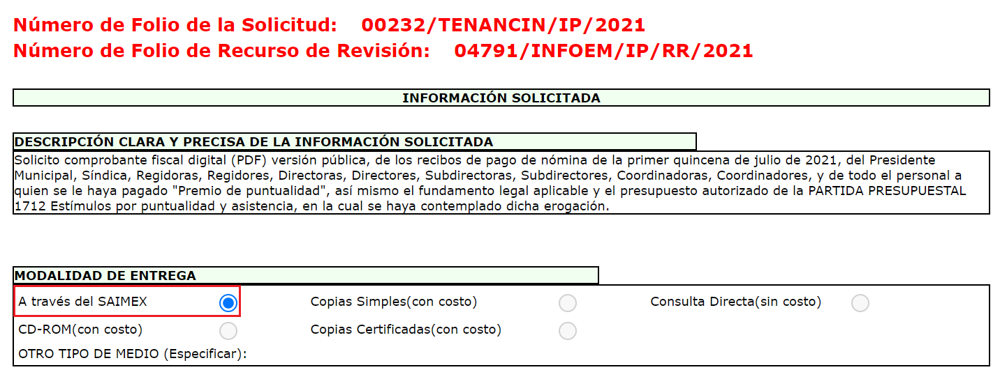 Número de Folio de la Solicitud: 00232/TENANCIN/IP/2021
Número de Folio de Recurso de Revisión: 04791/INFOEM/IP/RR/2021
INFORMACIÓN SOLICITADA
DESCRIPCIÓN CLARA Y PRECISA DE LA INFORMACIÓN SOLICITADA
Solicito comprobante fiscal digital (PDF) versión pública, de los recibos de pago de nómina de la primer quincena de julio de 2021, del Presidente
Municipal, Síndica, Regidoras, Regidores, Directoras, Directores, Subdirectoras, Subdirectores, Coordinadoras, Coordinadores, y de todo el personal a
quien se le haya pagado "Premio de puntualidad", así mismo el fundamento legal aplicable y el presupuesto autorizado de la PARTIDA PRESUPUESTAL
1712 Estímulos por puntualidad y asistencia, en la cual se haya contemplado dicha erogación.
MODALIDAD DE ENTREGA
A través del SAIMEX Copias Simples(con costo) Consulta Directa(sin costo)
CD-ROM(con costo) Copias Certificadas(con costo)
OTRO TIPO DE MEDIO (Especificar):